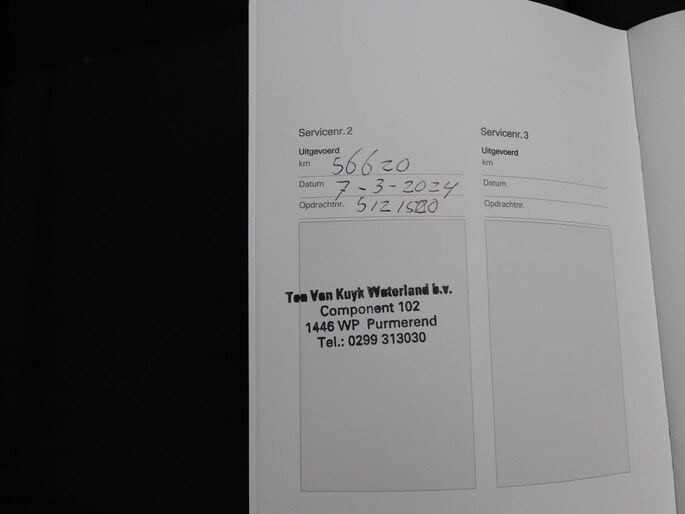 Servicenr. 2
Uitgevoerd
km 56620
Datum 7-3-2024
Opdrachtnr.
Ton Van Kuyk Waterland b.v.
Component 102
1446 WP Purmerend
Tel.: 0299 313030
Servicenr. 3
Uitgevoerd
km
Datum
Opdrachtnr.